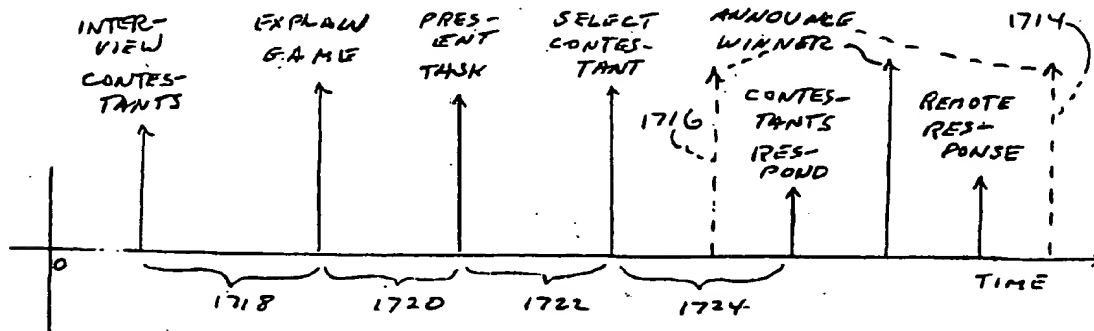 INTER-
VIEW
CONTES-
TANTS
EXPLAIN
GAME
PRES-
ENT
TASK
SELECT
CONTES-
TANT
ANNOUNCE
WINNER
1714
1716
CONTES-
TANTS
RES-
POND
REMOTE
RES-
PONSE
0
TIME
1718
1720
1722
1724